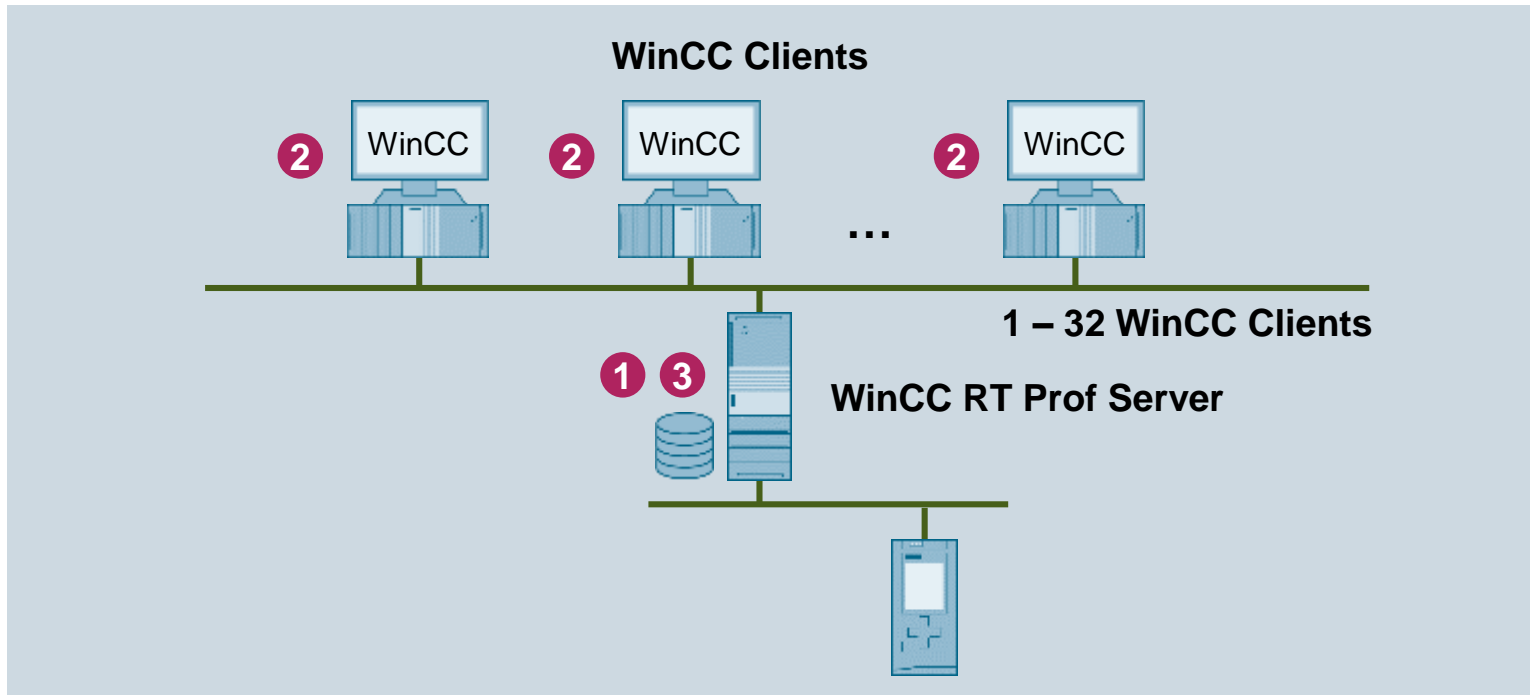 WinCC Clients
2 WinCC 2 WinCC 2 WinCC
...
1 – 32 WinCC Clients
1 3
WinCC RT Prof Server